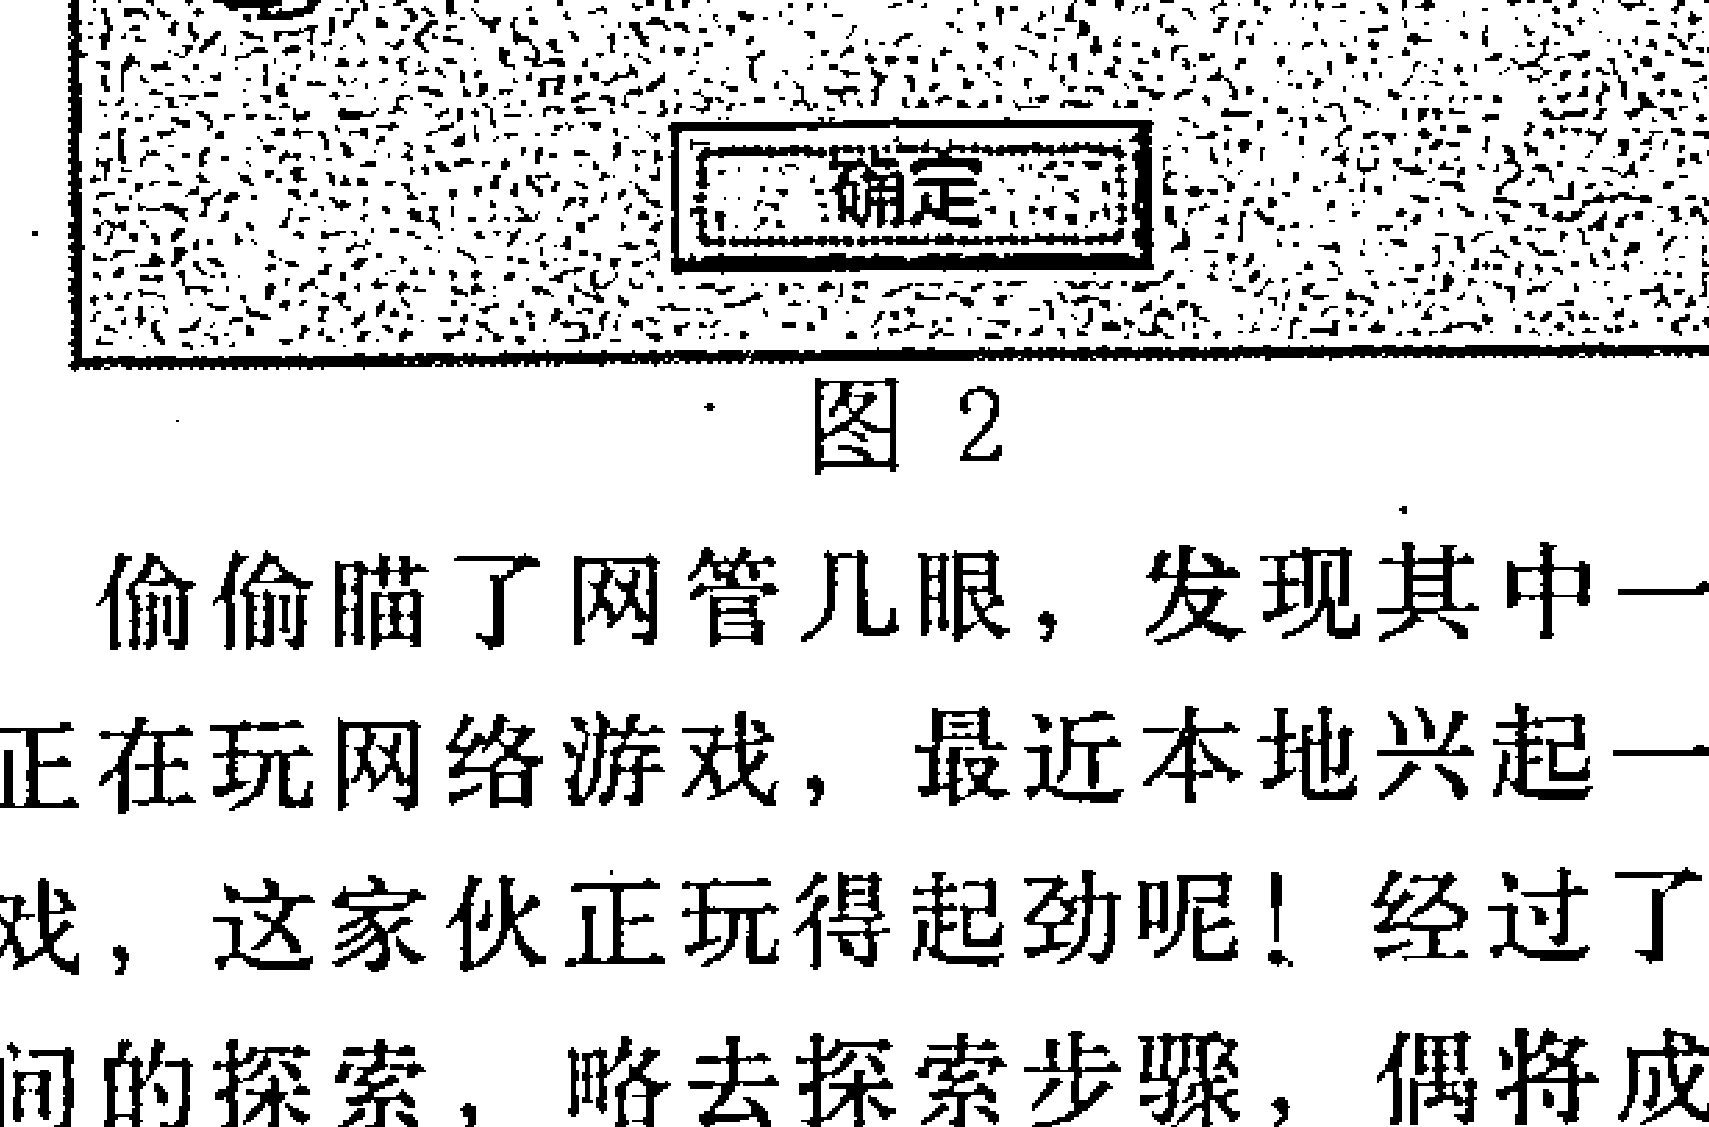 确定
图 2
偷偷瞄了网管几眼，发现其中一
正在玩网络游戏，最近本地兴起一
戏，这家伙正玩得起劲呢！经过了
间的探索，略去探索步骤，偶将成